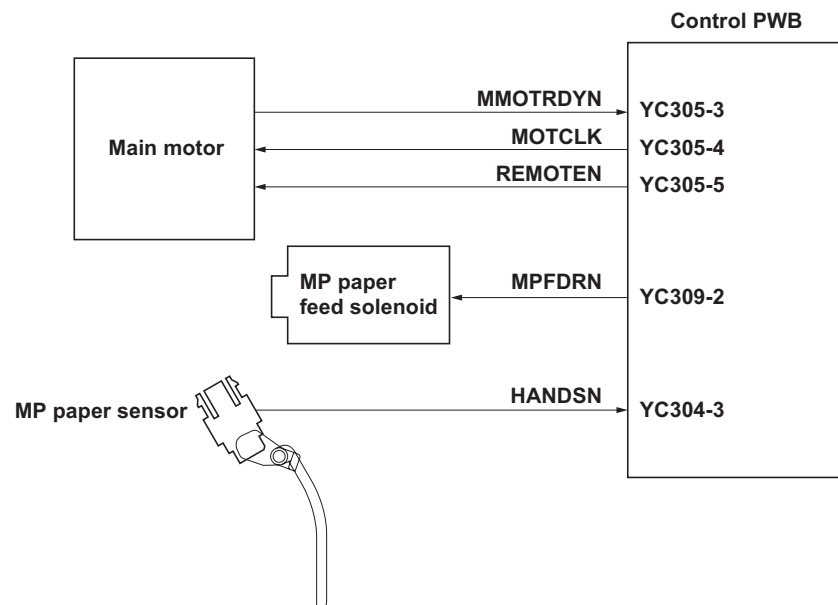 Control PWB
MMOTRDYN
YC305-3
Main motor
MOTCLK
YC305-4
REMOTEN
YC305-5
MP paper
feed solenoid
MPFDRN
YC309-2
MP paper sensor
HANDSN
YC304-3